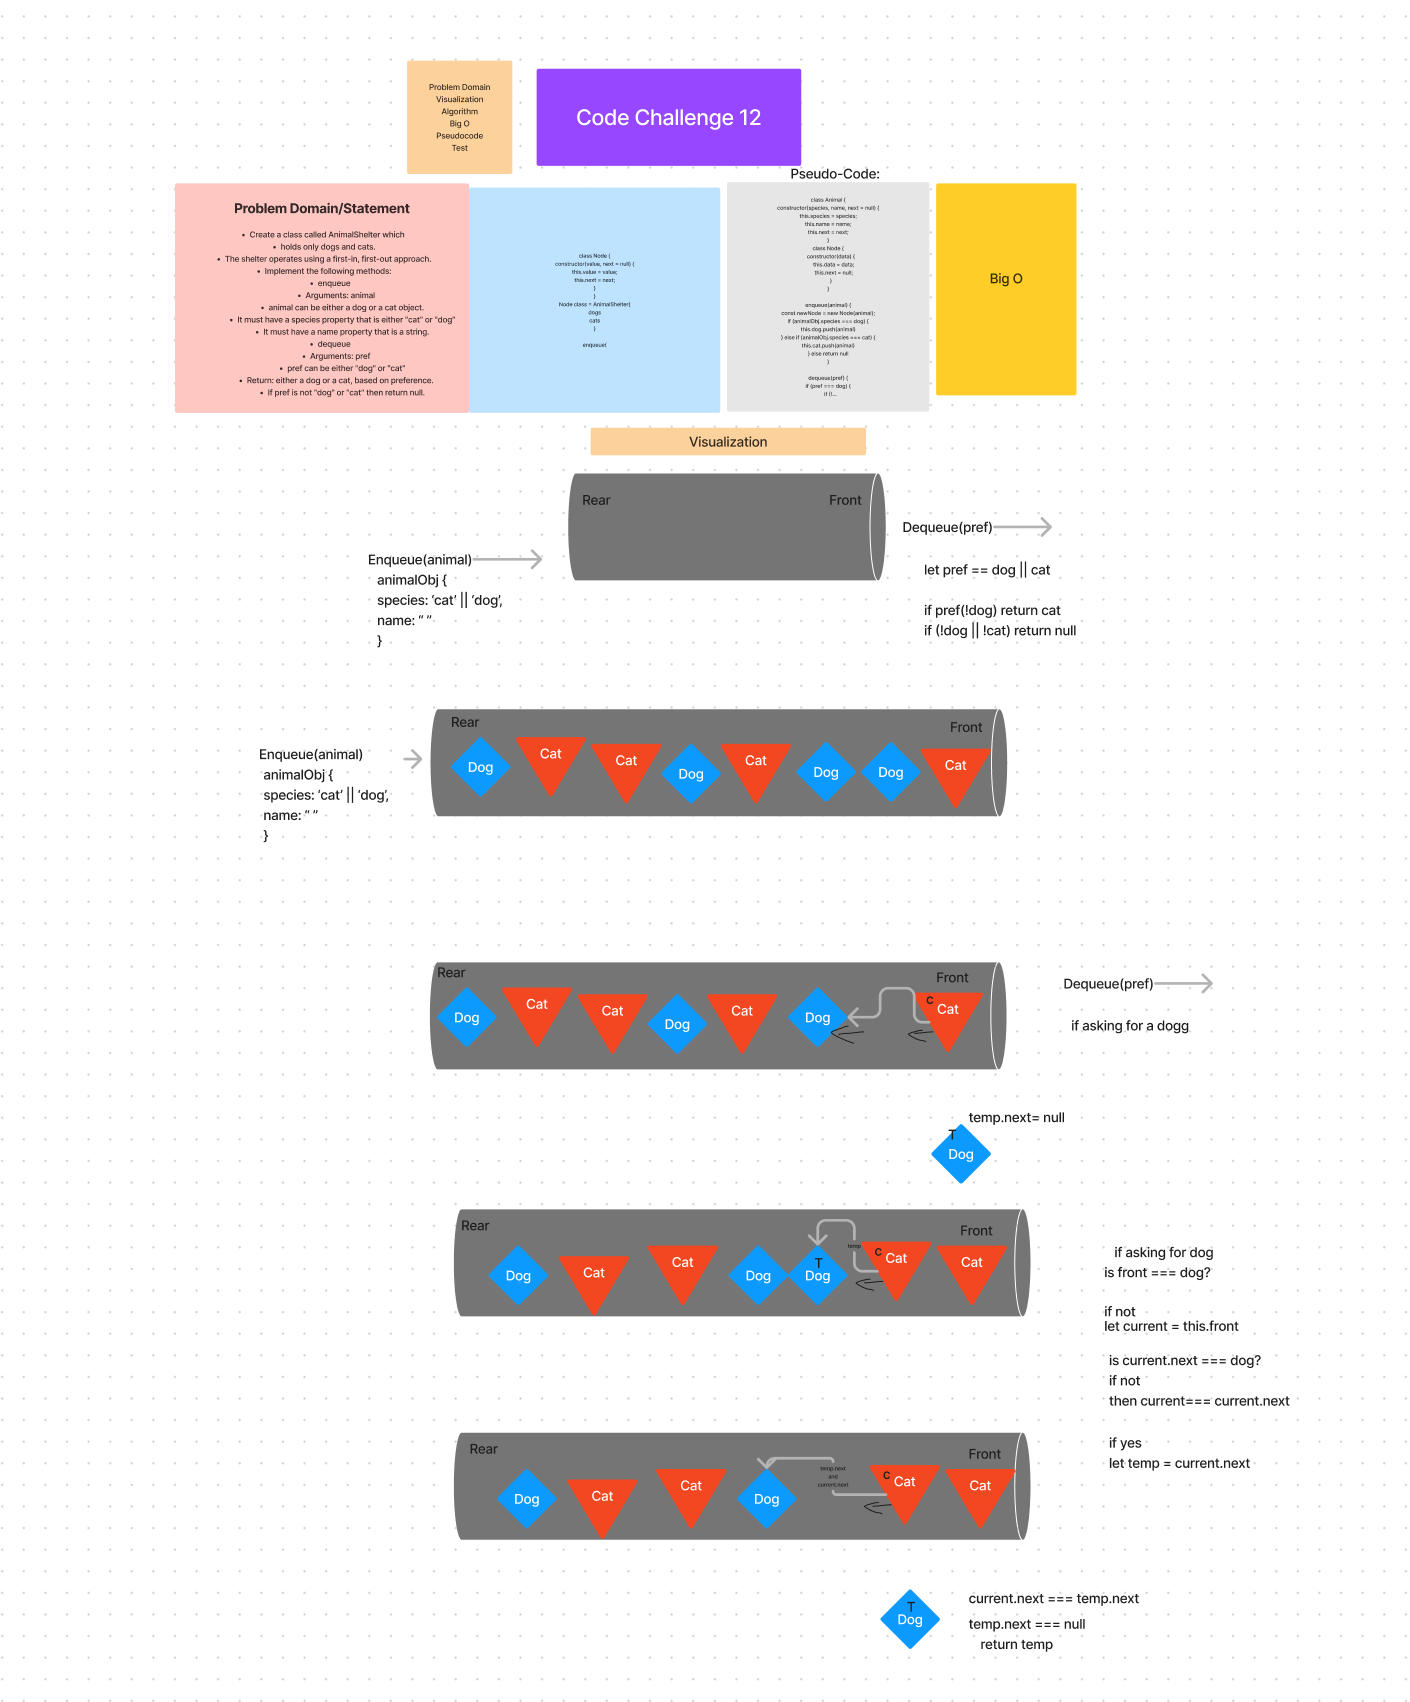 Problem Domain
Visualization
Algorithm
Big O
Pseudocode
Test
Code Challenge 12
Problem Domain/Statement
• Create a class called AnimalShelter which
• holds only dogs and cats.
• The shelter operates using a first-in, first-out approach.
• Implement the following methods:
• enqueue
• Arguments: animal
• animal can be either a dog or a cat object.
• It must have a species property that is either "cat" or "dog"
• It must have a name property that is a string.
• dequeue
• Arguments: pref
• pref can be either "dog" or "cat"
• Return: either a dog or a cat, based on preference.
• If pref is not "dog" or "cat" then return null.
class Node {
constructor(value, next = null) {
this.value = value;
this.next = next;
}
}
Node class = AnimalShelter(
dogs
cats
}
enqueue(
Pseudo-Code:
class Animal {
constructor(species, name, next = null) {
this.species = species;
this.name = name;
this.next = next;
}
class Node {
constructor(data) {
this.data = data;
this.next = null;
}
}
enqueue(animal) {
const newNode = new Node(animal);
if (animalObj.species === dog) {
this.dog.push(animal)
} else if (animalObj.species === cat) {
this.cat.push(animal)
} else return null
}
dequeue(pref) {
if (pref === dog) {
if (!...
Big O
Visualization
Rear
Front
Enqueue(animal)
animalObj {
species: ‘cat’ || ‘dog’,
name: “ ”
}
Dequeue(pref)
let pref == dog || cat
if pref(!dog) return cat
if (!dog || !cat) return null
Enqueue(animal)
animalObj {
species: ‘cat’ || ‘dog’,
name: “ ”
}
Rear
Front
Dog
Cat
Cat
Dog
Cat
Dog
Dog
Cat
Rear
Front
Dog
Cat
Cat
Dog
Cat
Dog
C
Cat
Dequeue(pref)
if asking for a dogg
temp.next= null
T
Dog
Rear
Front
Dog
Cat
Cat
Dog
T
Dog
temp
C
Cat
Cat
if asking for dog
is front === dog?
if not
let current = this.front
is current.next === dog?
if not
then current=== current.next
if yes
let temp = current.next
Rear
Front
Dog
Cat
Cat
Dog
temp.next
and
current.next
C
Cat
Cat
T
Dog
current.next === temp.next
temp.next === null
return temp